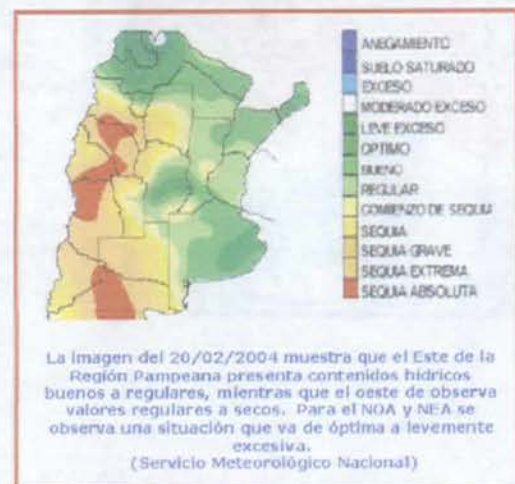 ANEGAMIENTO
SUELO SATURADO
EXCESO
MODERADO EXCESO
LEVE EXCESO
OPTIMO
BUENO
REGULAR
COMIENZO DE SEQUIA
SEQUIA
SEQUIA GRAVE
SEQUIA EXTREMA
SEQUIA ABSOLUTA
La imagen del 20/02/2004 muestra que el Este de la
Región Pampeana presenta contenidos hídricos
buenos a regulares, mientras que el oeste de observa
valores regulares a secos. Para el NOA y NEA se
observa una situación que va de óptima a levemente
excesiva.
(Servicio Meteorológico Nacional)